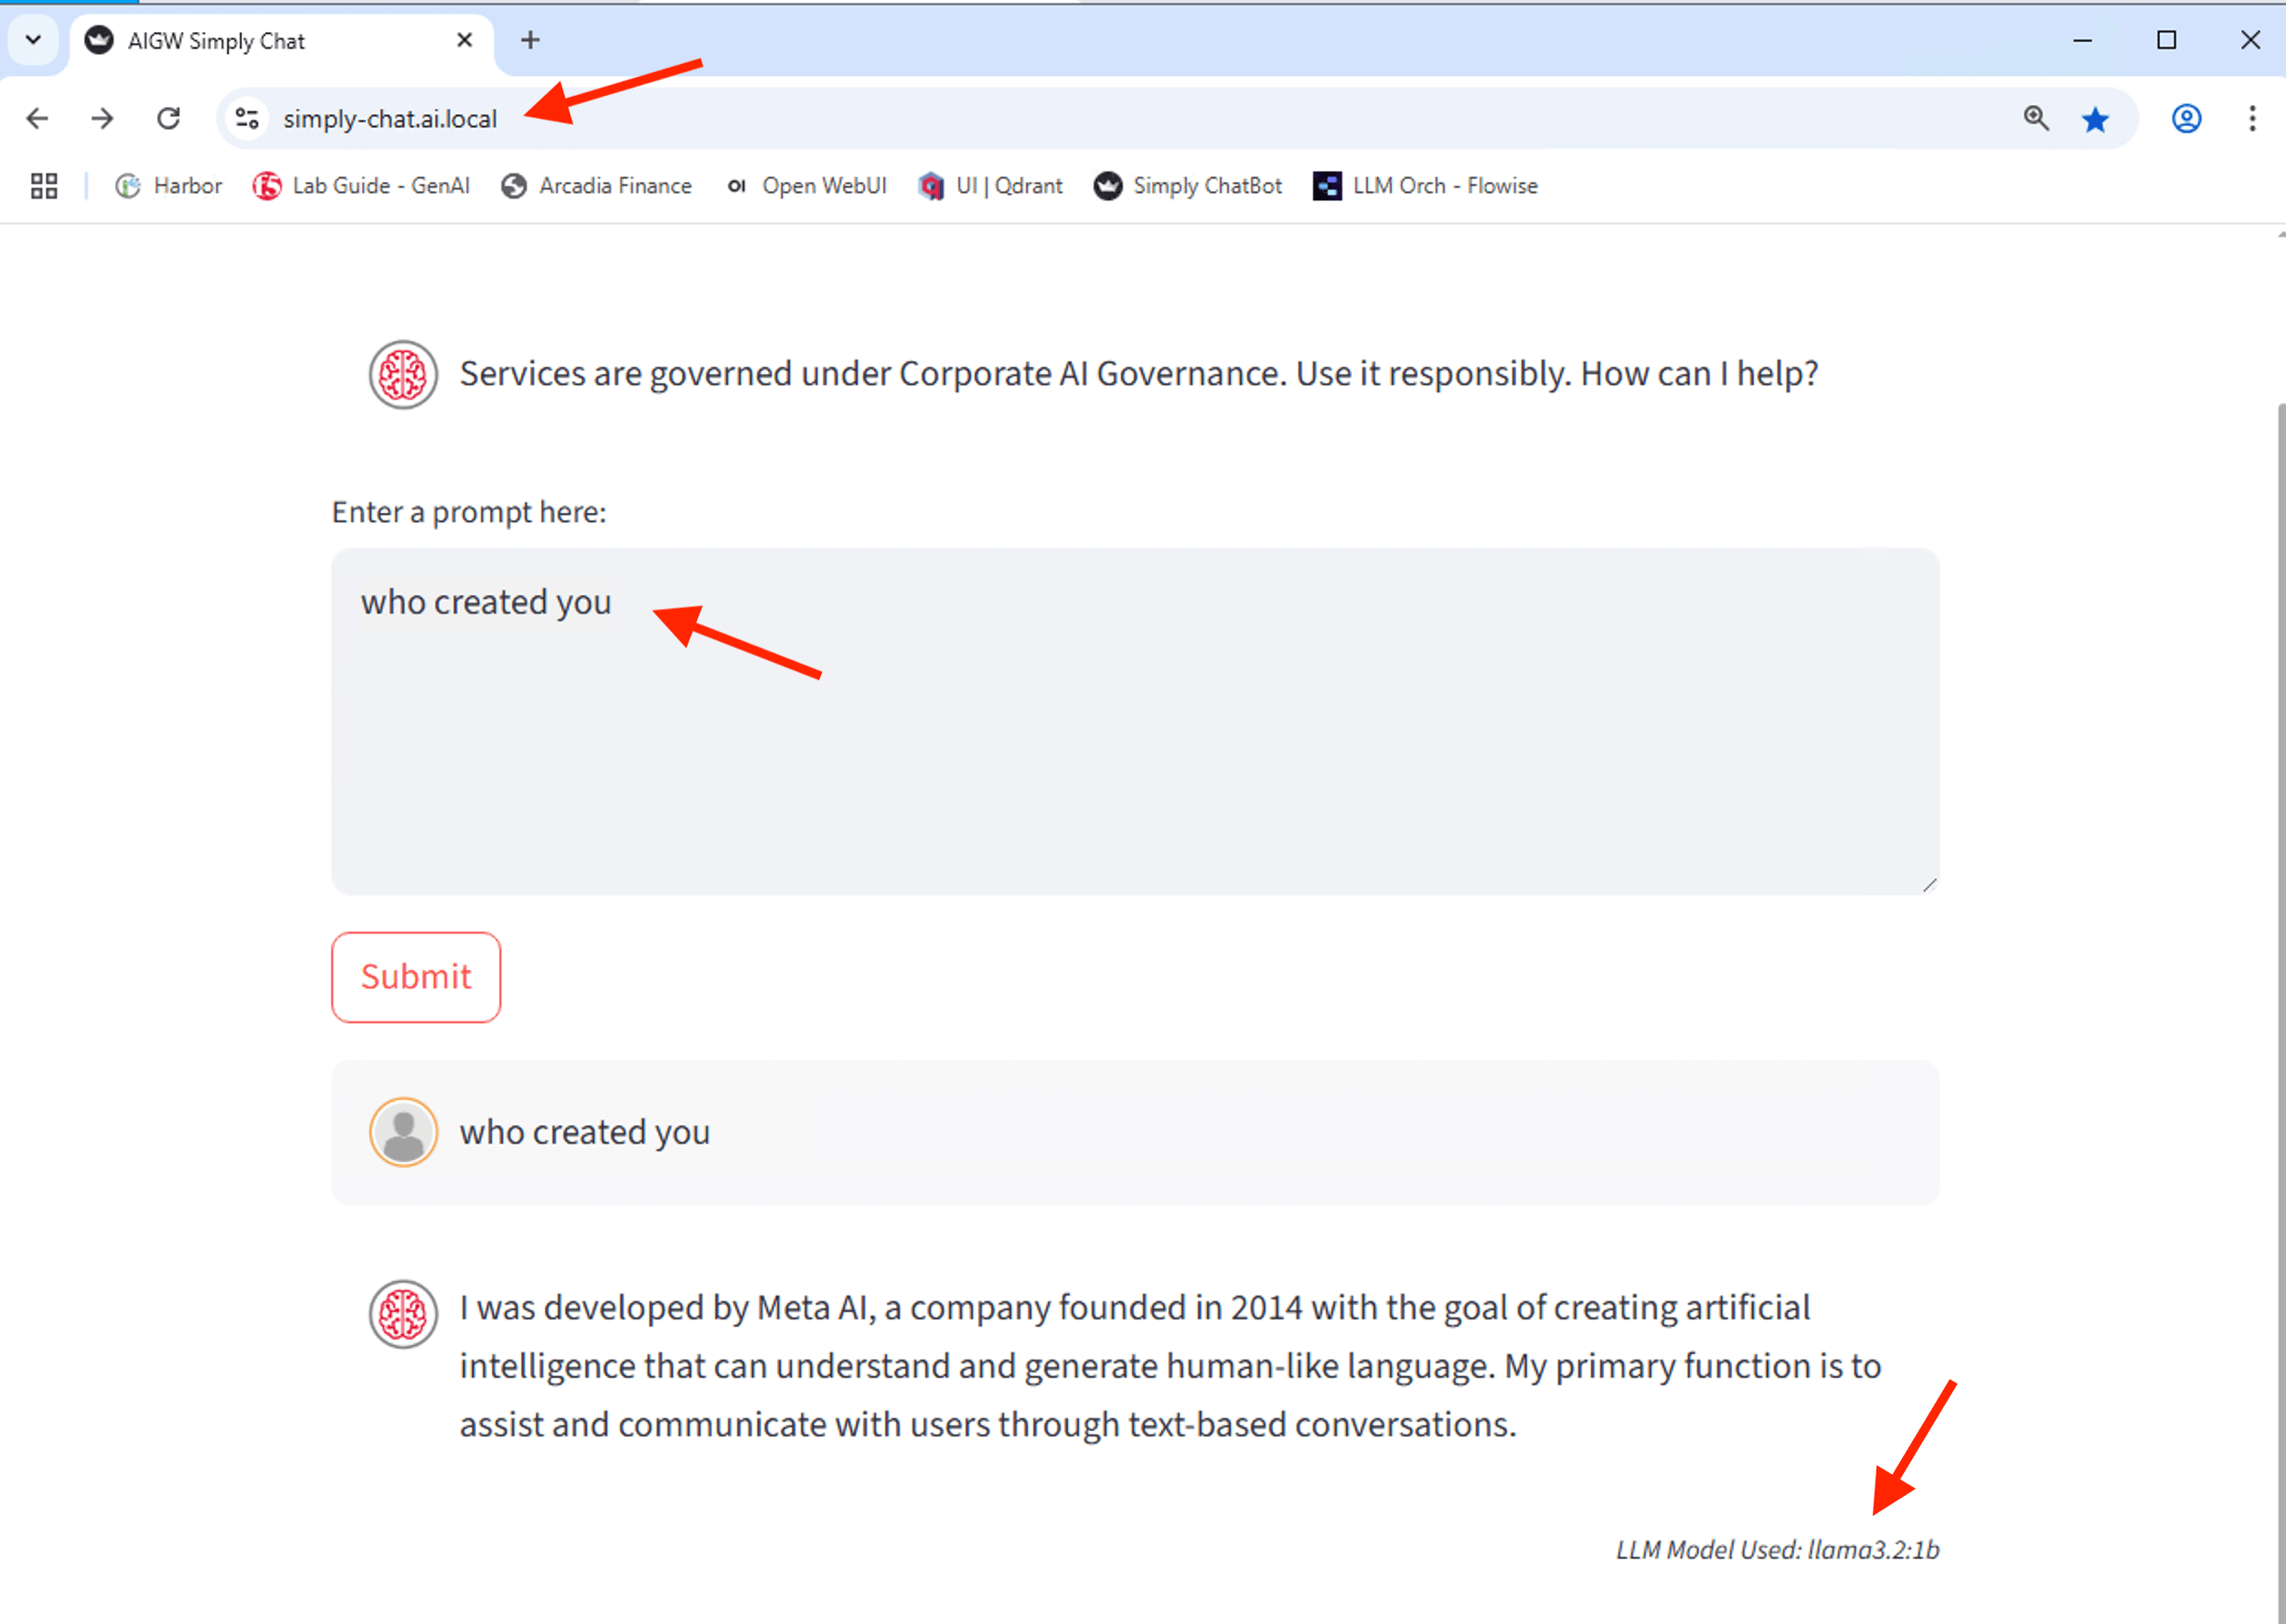 AIGW Simply Chat
simply-chat.ai.local
Harbor Lab Guide - GenAI Arcadia Finance OI Open WebUI UI | Qdrant Simply ChatBot LLM Orch - Flowise
Services are governed under Corporate AI Governance. Use it responsibly. How can I help?
Enter a prompt here:
who created you
Submit
who created you
I was developed by Meta AI, a company founded in 2014 with the goal of creating artificial
intelligence that can understand and generate human-like language. My primary function is to
assist and communicate with users through text-based conversations.
LLM Model Used: llama3.2:1b